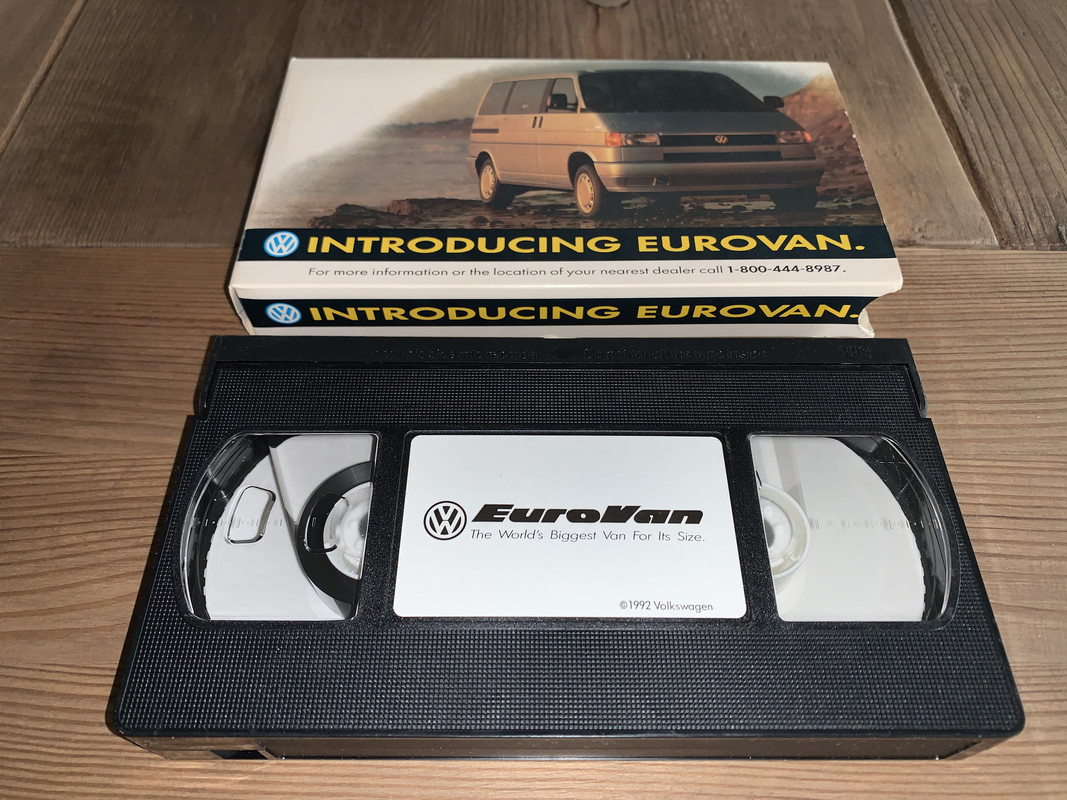 INTRODUCING EUROVAN.
For more information or the location of your nearest dealer call 1-800-444-8987.
INTRODUCING EUROVAN.
VHS
EuroVan
The World's Biggest Van For Its Size.
©1992 Volkswagen